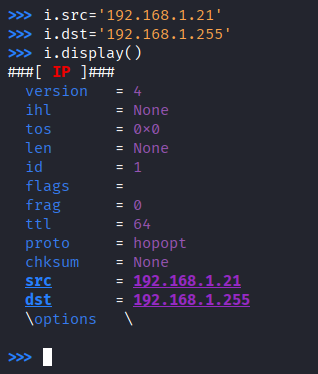 >>> i.src='192.168.1.21'
>>> i.dst='192.168.1.255'
>>> i.display()
###[ IP ]###
  version   = 4
  ihl       = None
  tos       = 0×0
  len       = None
  id        = 1
  flags     =
  frag      = 0
  ttl       = 64
  proto     = hopopt
  chksum    = None
  src       = 192.168.1.21
  dst       = 192.168.1.255
  \options   \
>>>